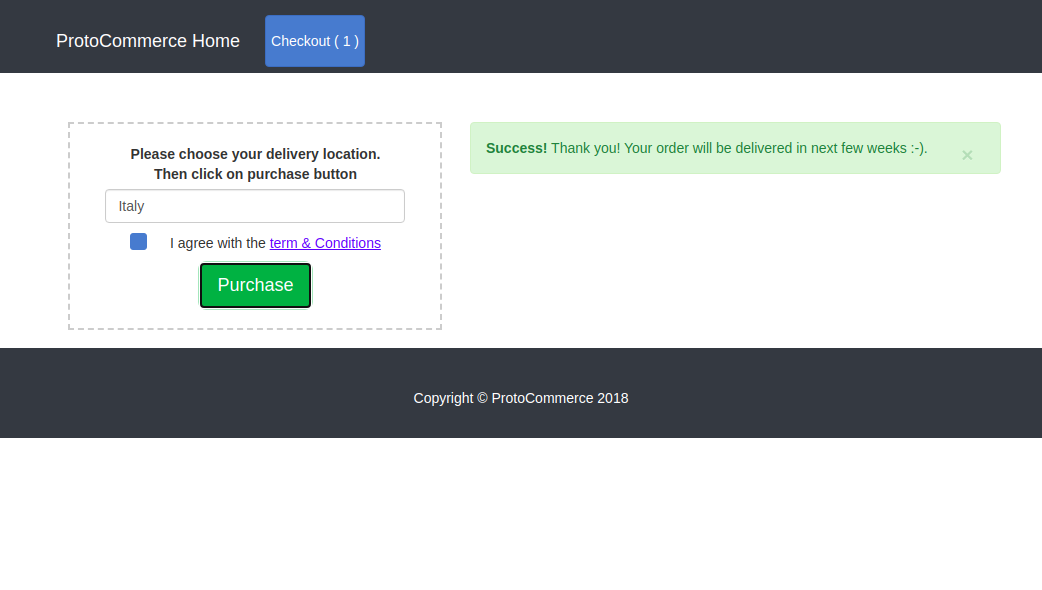 ProtoCommerce Home
Checkout ( 1 )
Please choose your delivery location.
Then click on purchase button
Italy
I agree with the term & Conditions
Purchase
Success! Thank you! Your order will be delivered in next few weeks :-).
×
Copyright © ProtoCommerce 2018